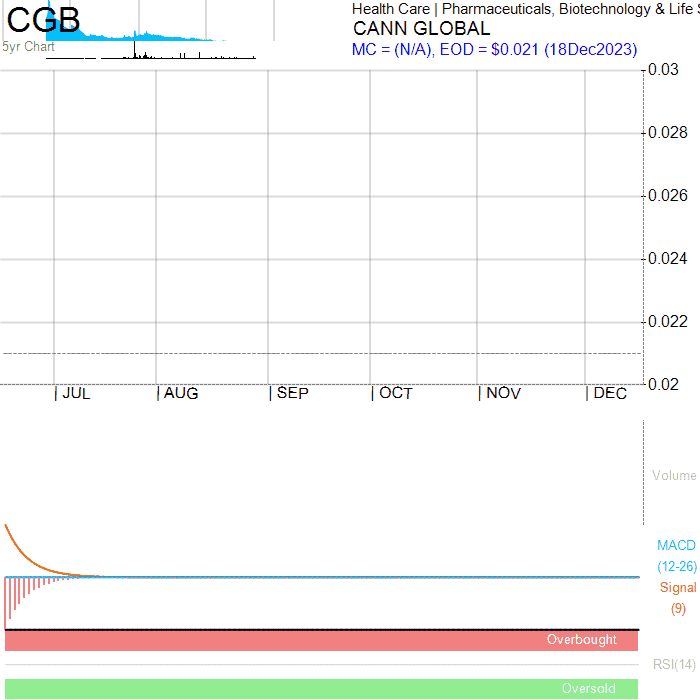 CGB
5yr Chart
Health Care | Pharmaceuticals, Biotechnology & Life
CANN GLOBAL
MC = (N/A), EOD = $0.021 (18Dec2023)
0.03
0.028
0.026
0.024
0.022
0.02
JUL AUG SEP OCT NOV DEC
Volume
MACD
(12-26)
Signal
(9)
Overbought
RSI(14)
Oversold